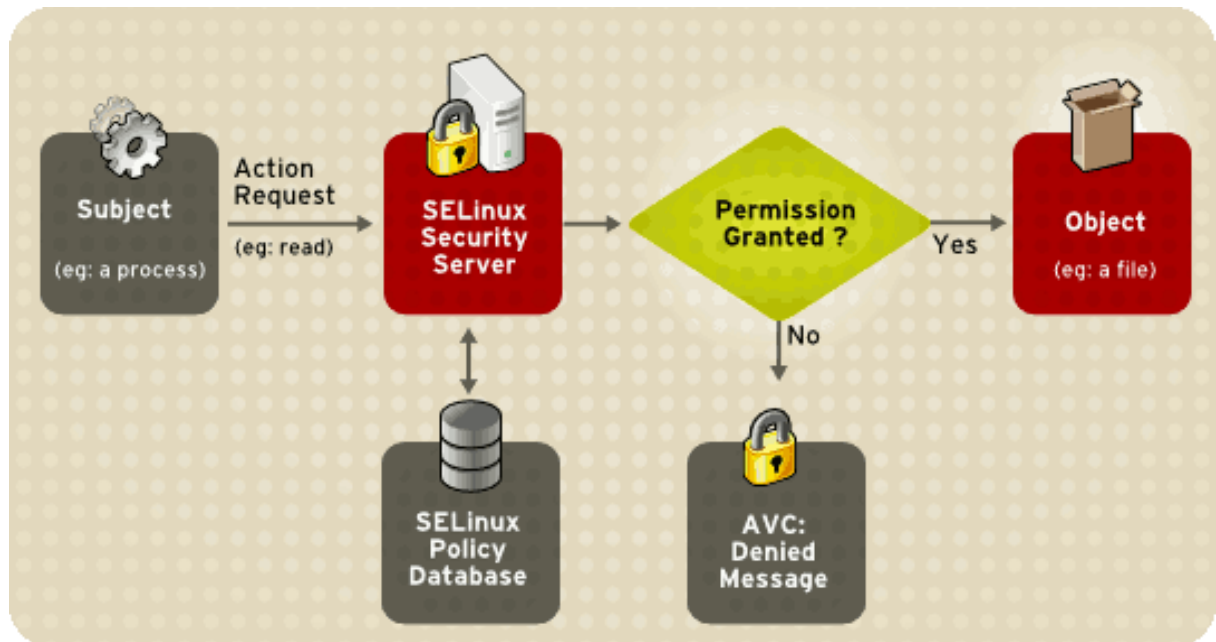 Subject
(eg: a process)
Action
Request
(eg: read)
SELinux
Security
Server
Permission
Granted ?
Yes
Object
(eg: a file)
No
SELinux
Policy
Database
AVC:
Denied
Message